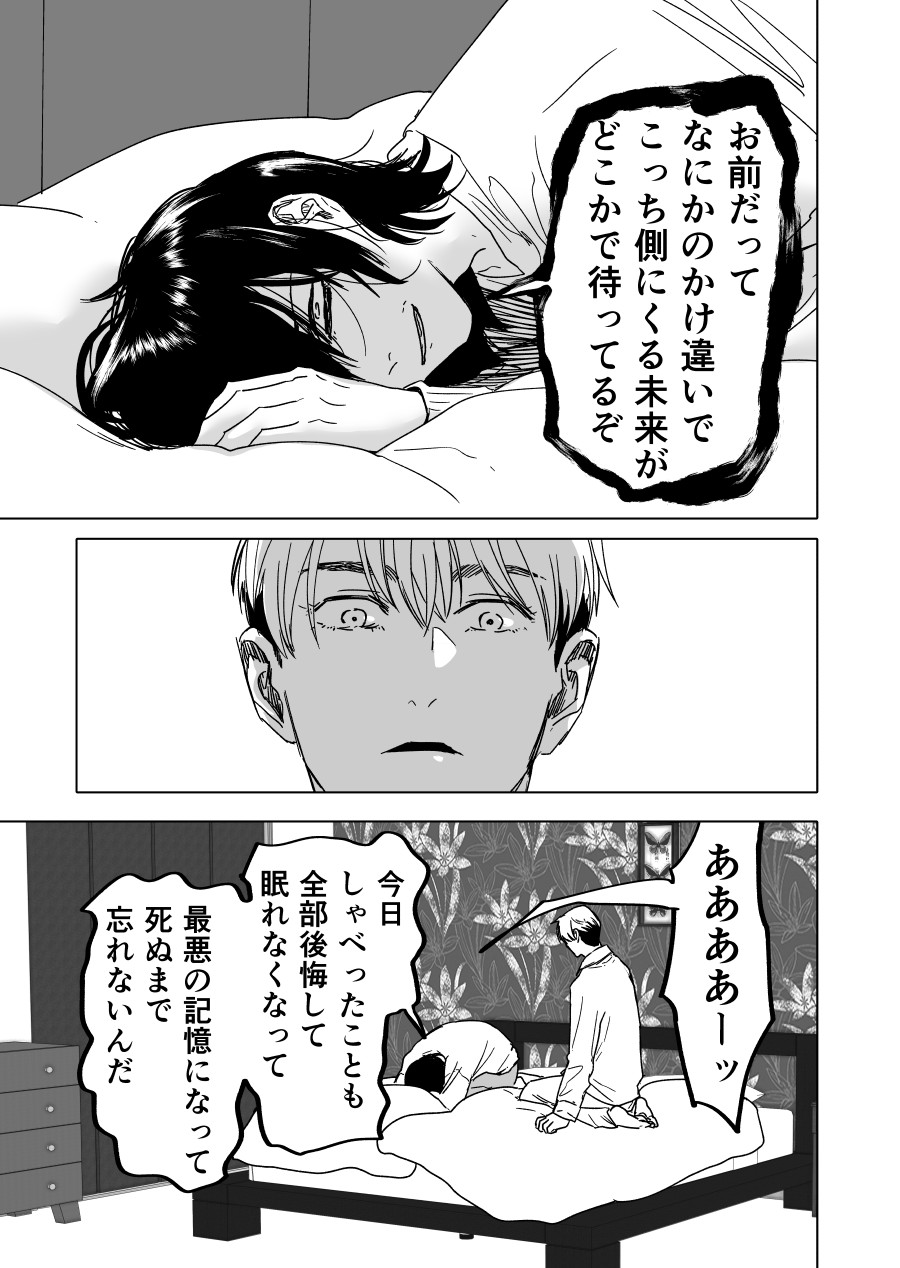 お前だって
なにかのかけ違いで
こっち側にくる未来が
どこかで待ってるぞ
ああああーッ
今日
しゃべったことも
全部後悔して
眠れなくなって
最悪の記憶になって
死ぬまで
忘れないんだ